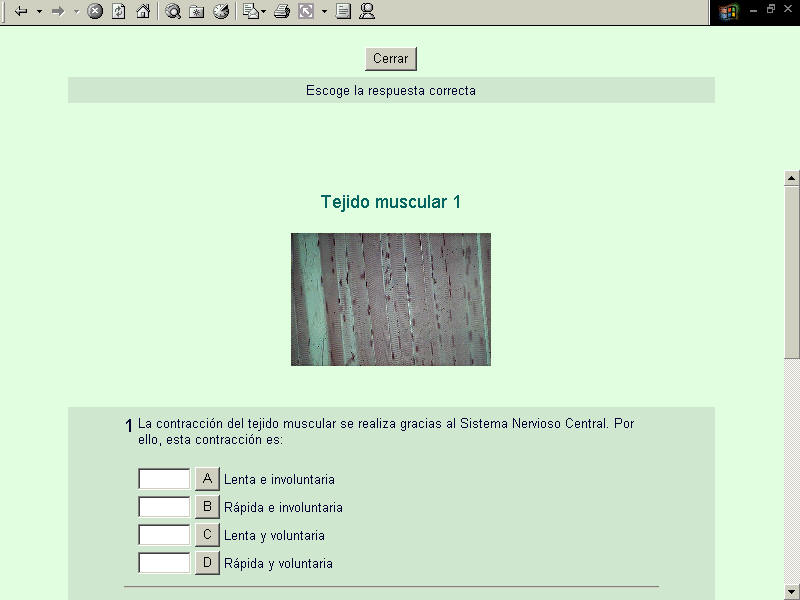 Cerrar
Escoge la respuesta correcta
Tejido muscular 1
1 La contracción del tejido muscular se realiza gracias al Sistema Nervioso Central. Por
ello, esta contracción es:
A Lenta e involuntaria
B Rápida e involuntaria
C Lenta y voluntaria
D Rápida y voluntaria